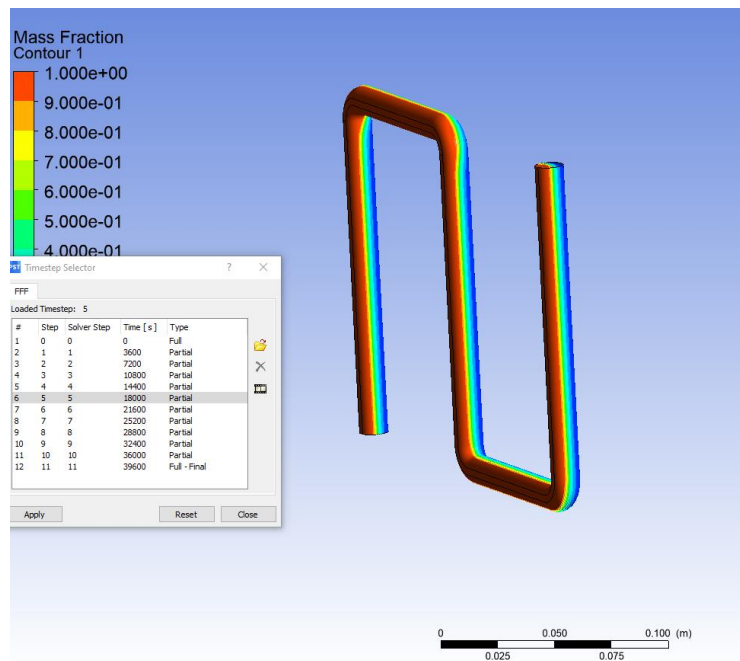 Mass Fraction
Contour 1
1.000e+00
9.000e-01
8.000e-01
7.000e-01
6.000e-01
5.000e-01
4.000e-01
PST Timestep Selector ? ×
FFF
Loaded Timestep: 5
# Step Solver Step Time [ s ] Type
1 0 0 0 Full
2 1 1 3600 Partial
3 2 2 7200 Partial
4 3 3 10800 Partial
5 4 4 14400 Partial
6 5 5 18000 Partial
7 6 6 21600 Partial
8 7 7 25200 Partial
9 8 8 28800 Partial
10 9 9 32400 Partial
11 10 10 36000 Partial
12 11 11 39600 Full - Final
Apply Reset Close
0 0.050 0.100 (m)
0.025 0.075